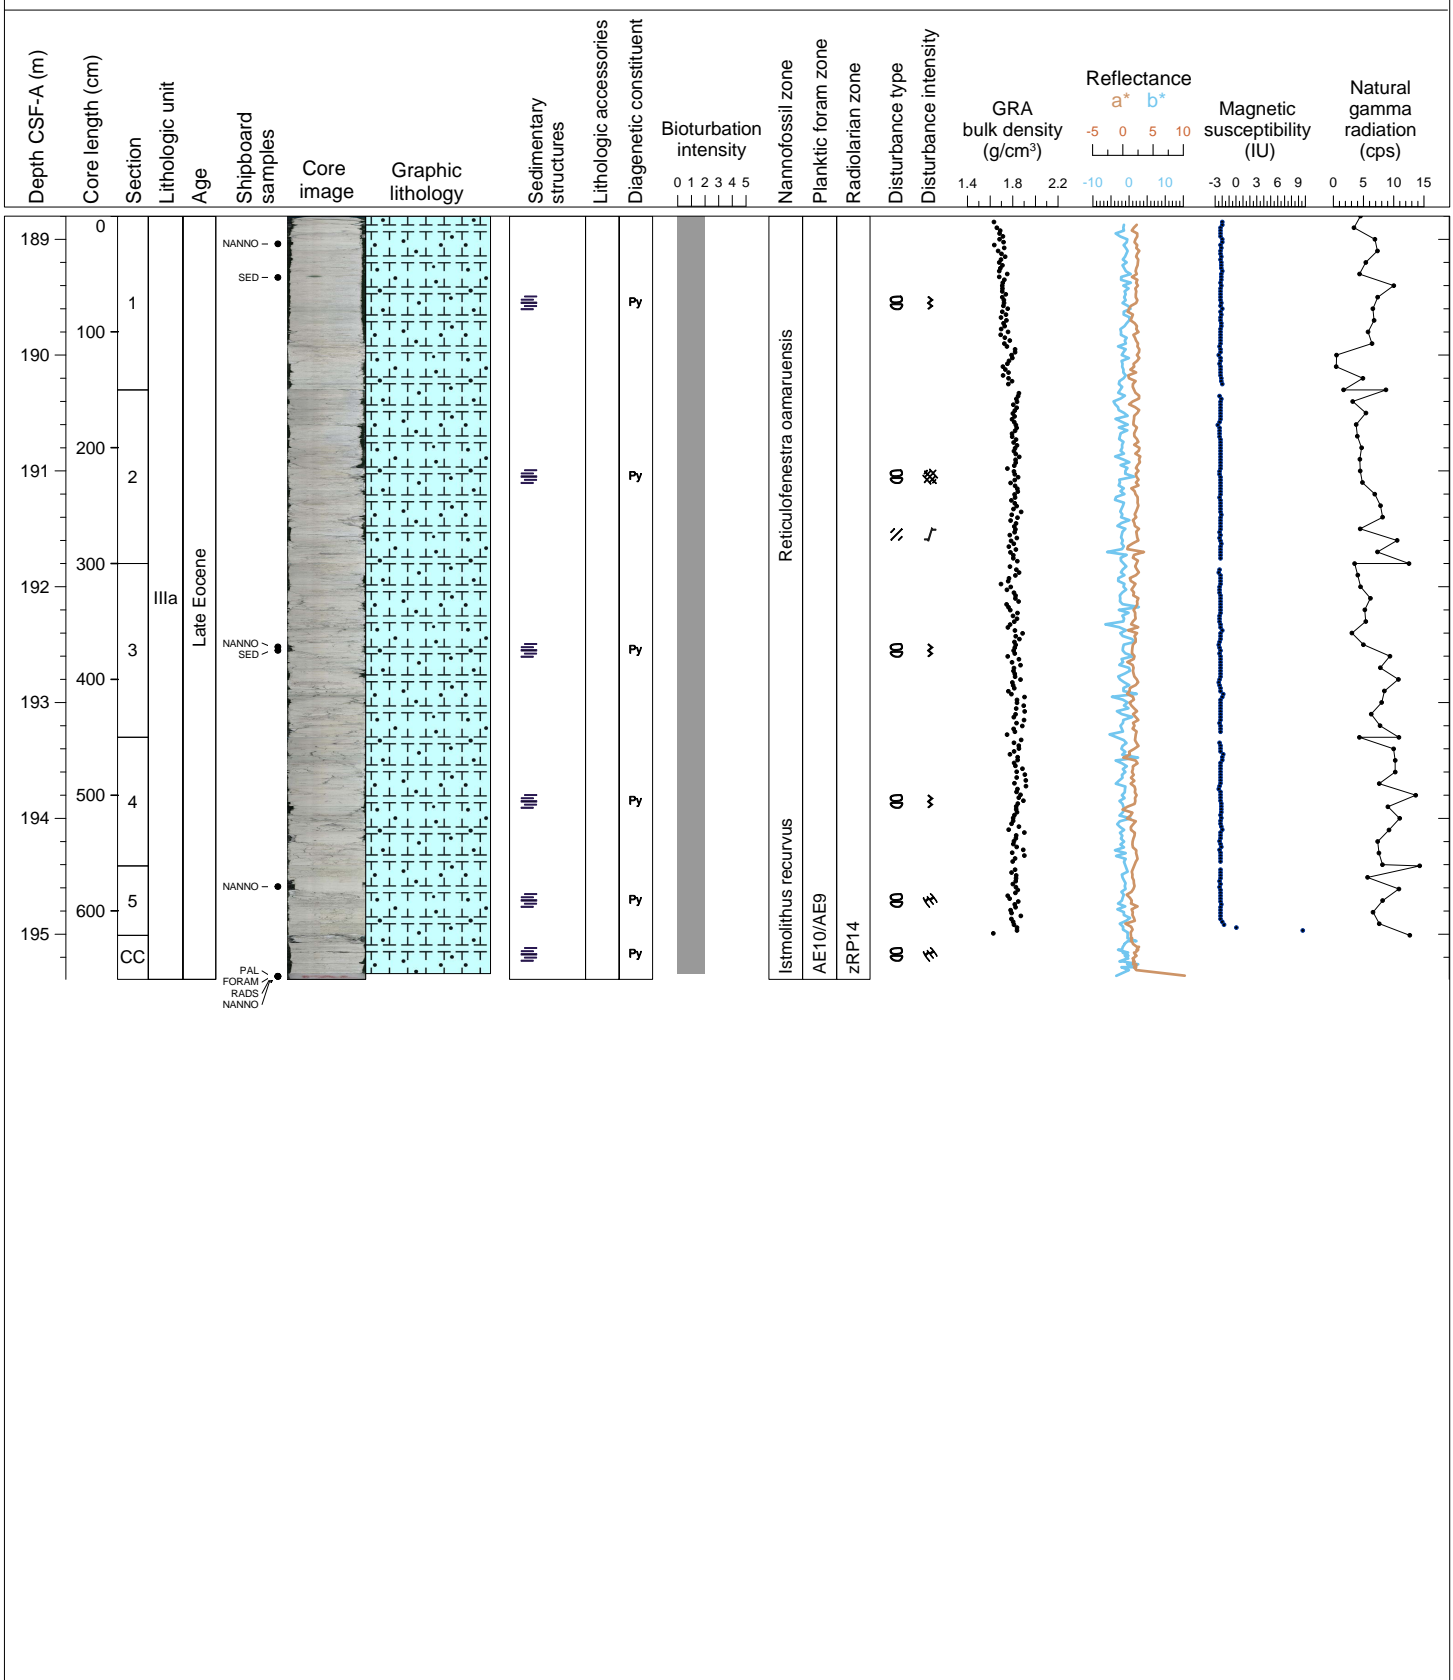 Depth CSF-A (m)
Core length (cm)
Section
Lithologic unit
Age
Shipboard
samples
Core
image
Graphic
lithology
Sedimentary
structures
Lithologic accessories
Diagenetic constituent
Bioturbation
intensity
0 1 2 3 4 5
Nannofossil zone
Planktic foram zone
Radiolarian zone
Disturbance type
Disturbance intensity
GRA
bulk density
(g/cm³)
1.4 1.8 2.2
Reflectance
a* b*
-5 0 5 10
-10 0 10
Magnetic
susceptibility
(IU)
-3 0 3 6 9
Natural
gamma
radiation
(cps)
0 5 10 15
189
190
191
192
193
194
195
0
100
200
300
400
500
600
1
2
3
4
5
CC
IIIa
Late Eocene
NANNO
SED
NANNO
SED
NANNO
PAL
FORAM
RADS
NANNO
Py
Py
Py
Py
Py
Py
Reticulofenestra oamaruensis
Istmolithus recurvus
AE10/AE9
zRP14